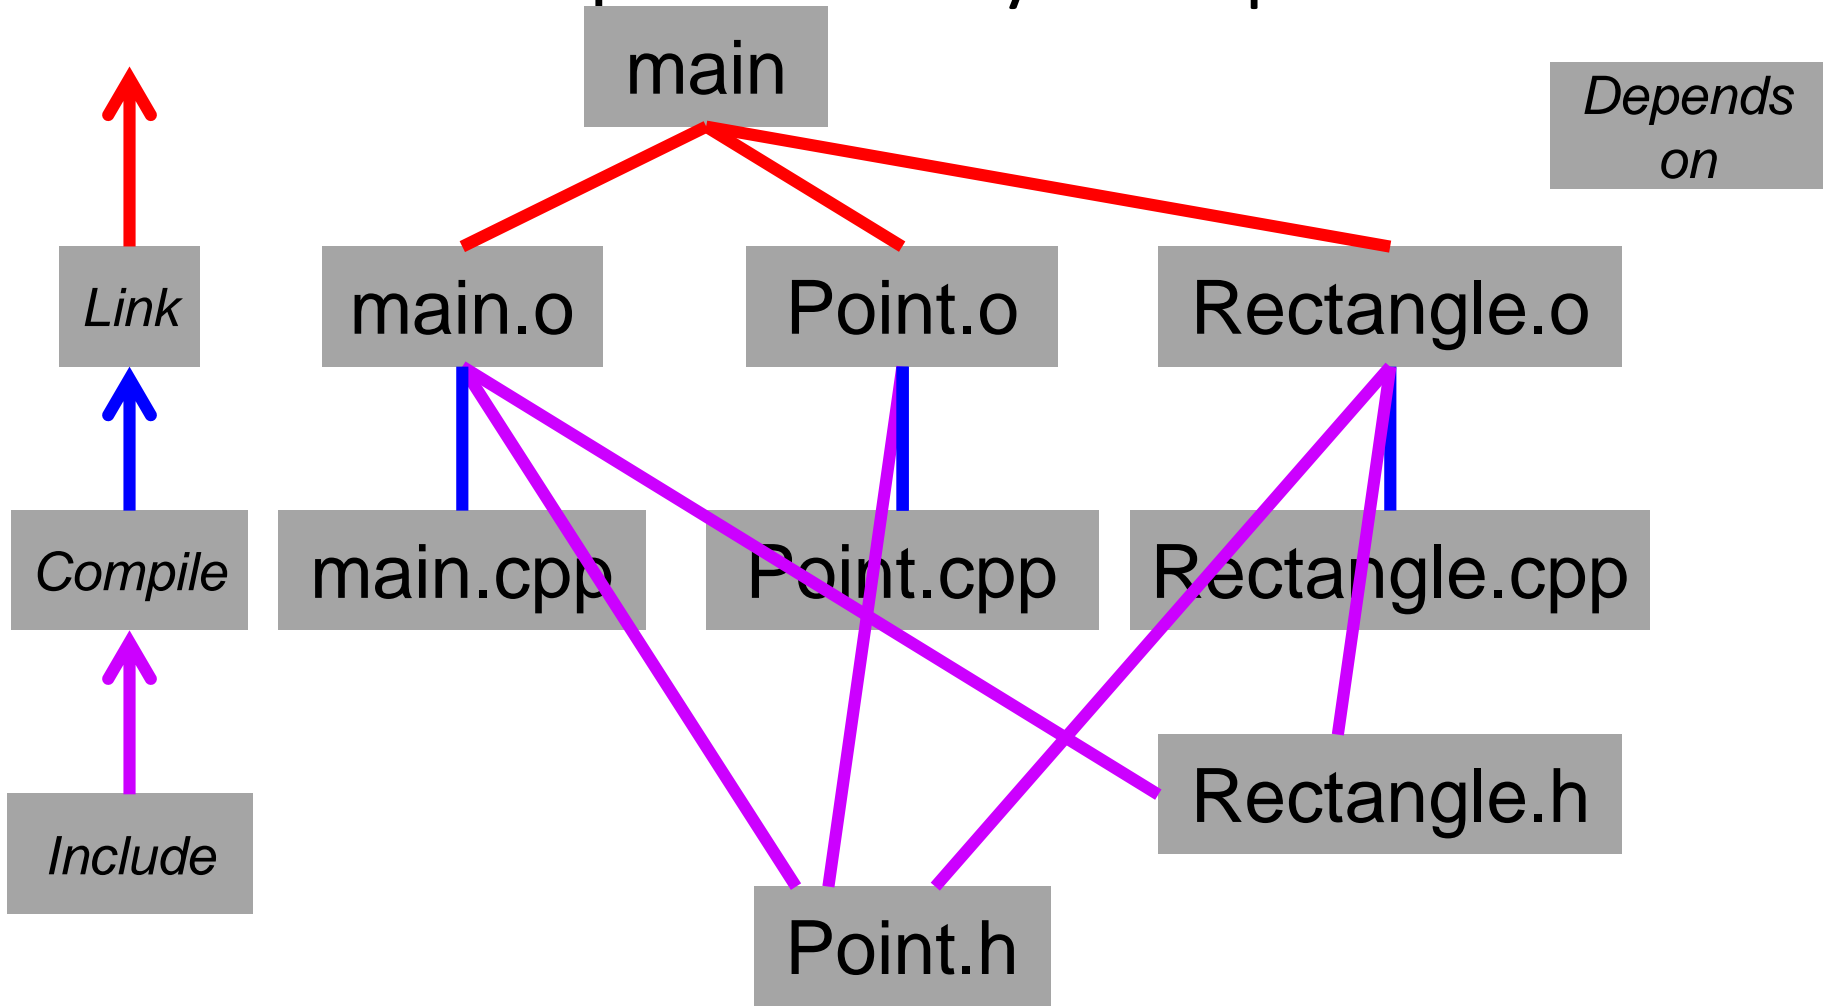 main
Depends
on
Link
main.o
Point.o
Rectangle.o
Compile
main.cpp
Point.cpp
Rectangle.cpp
Rectangle.h
Include
Point.h